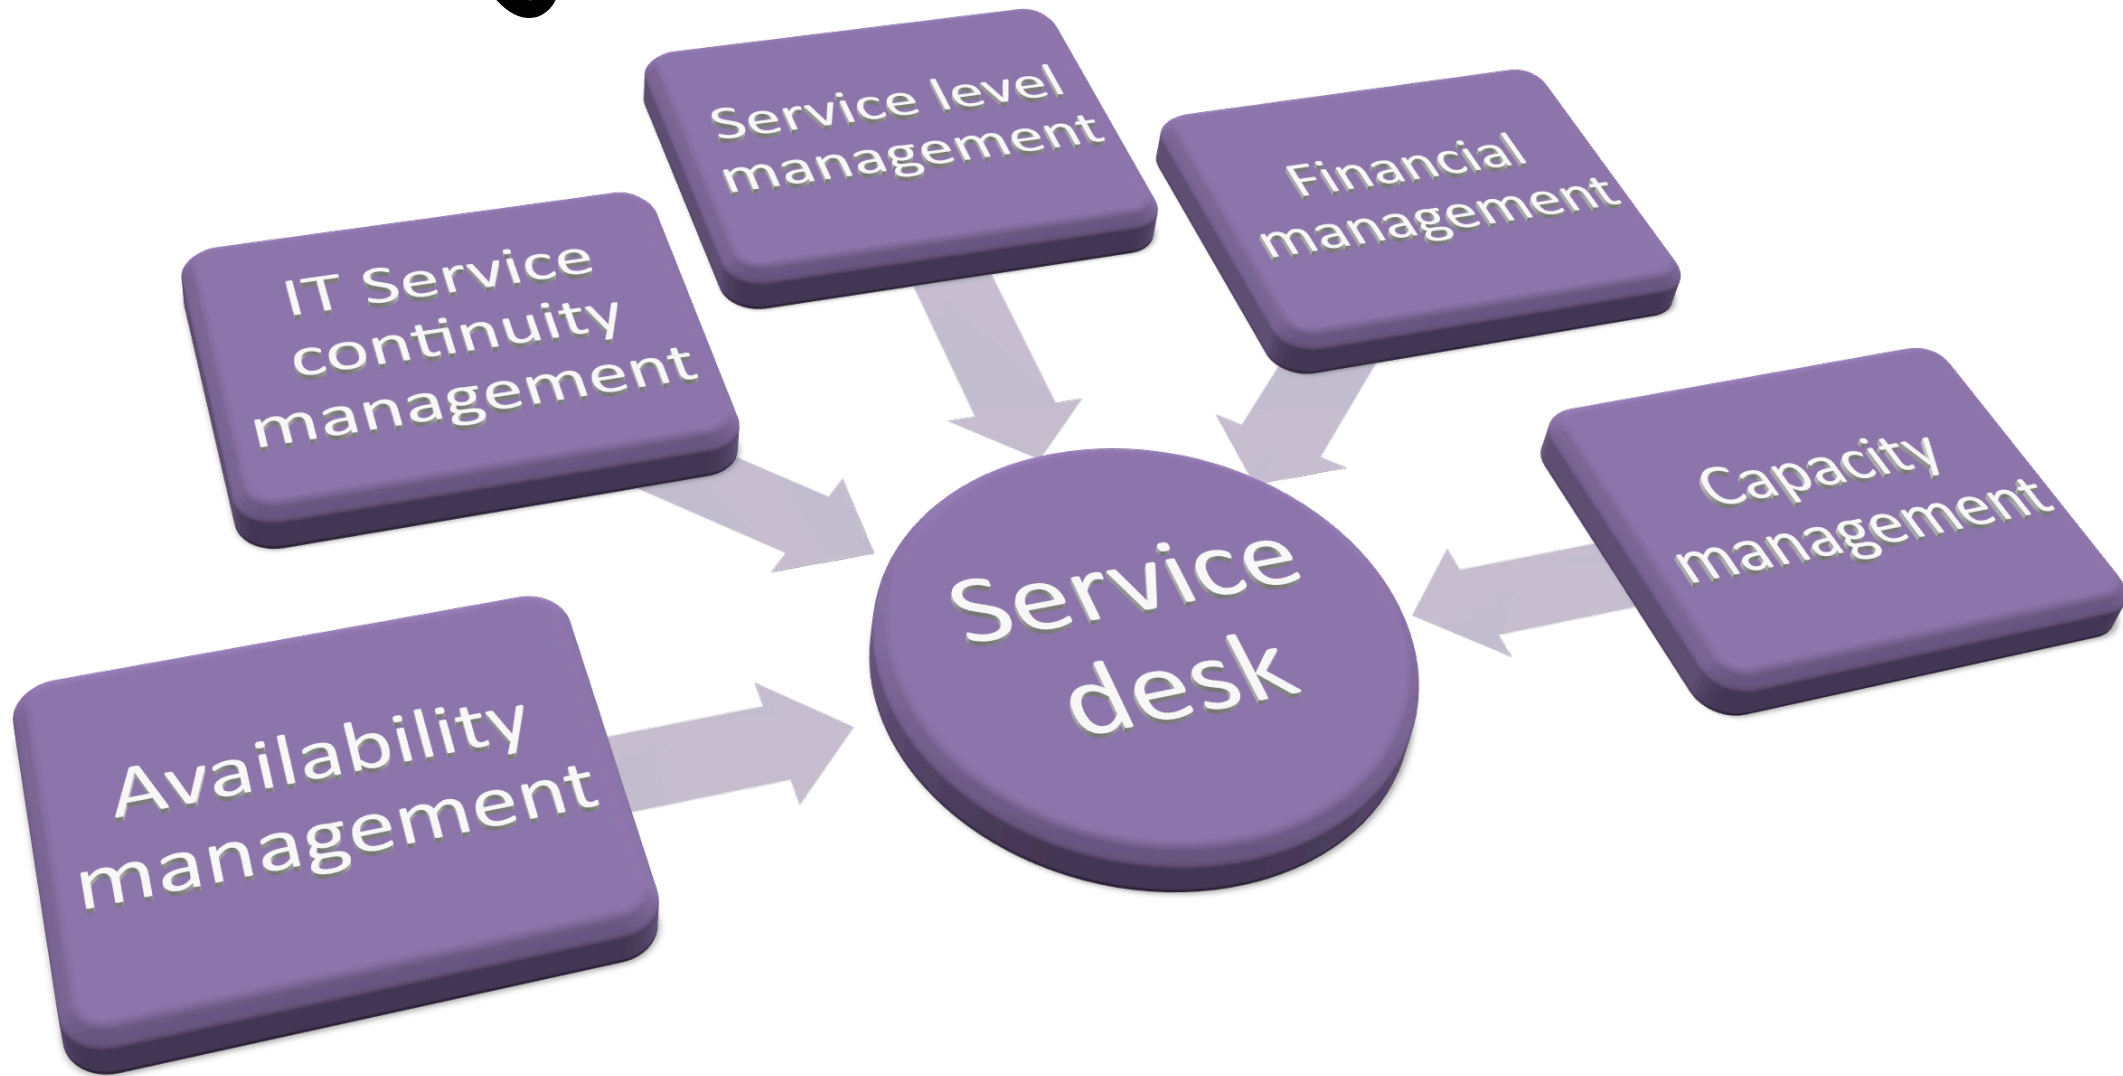 Service level
management
Financial
management
IT Service
continuity
management
Capacity
management
Service
desk
Availability
management